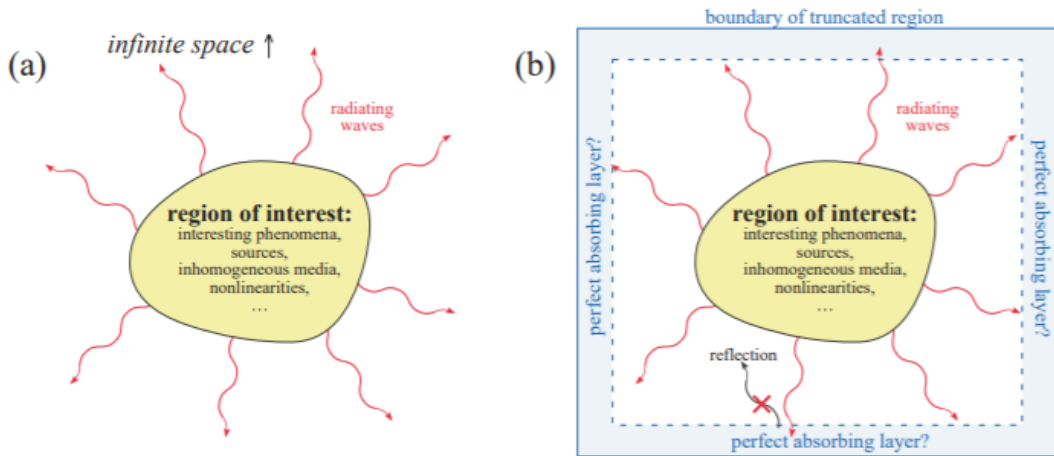 (a)
infinite space ↑
radiating
waves
region of interest:
interesting phenomena,
sources,
inhomogeneous media,
nonlinearities,
...
(b)
boundary of truncated region
perfect absorbing layer?
radiating
waves
perfect absorbing layer?
region of interest:
interesting phenomena,
sources,
inhomogeneous media,
nonlinearities,
...
reflection
perfect absorbing layer?